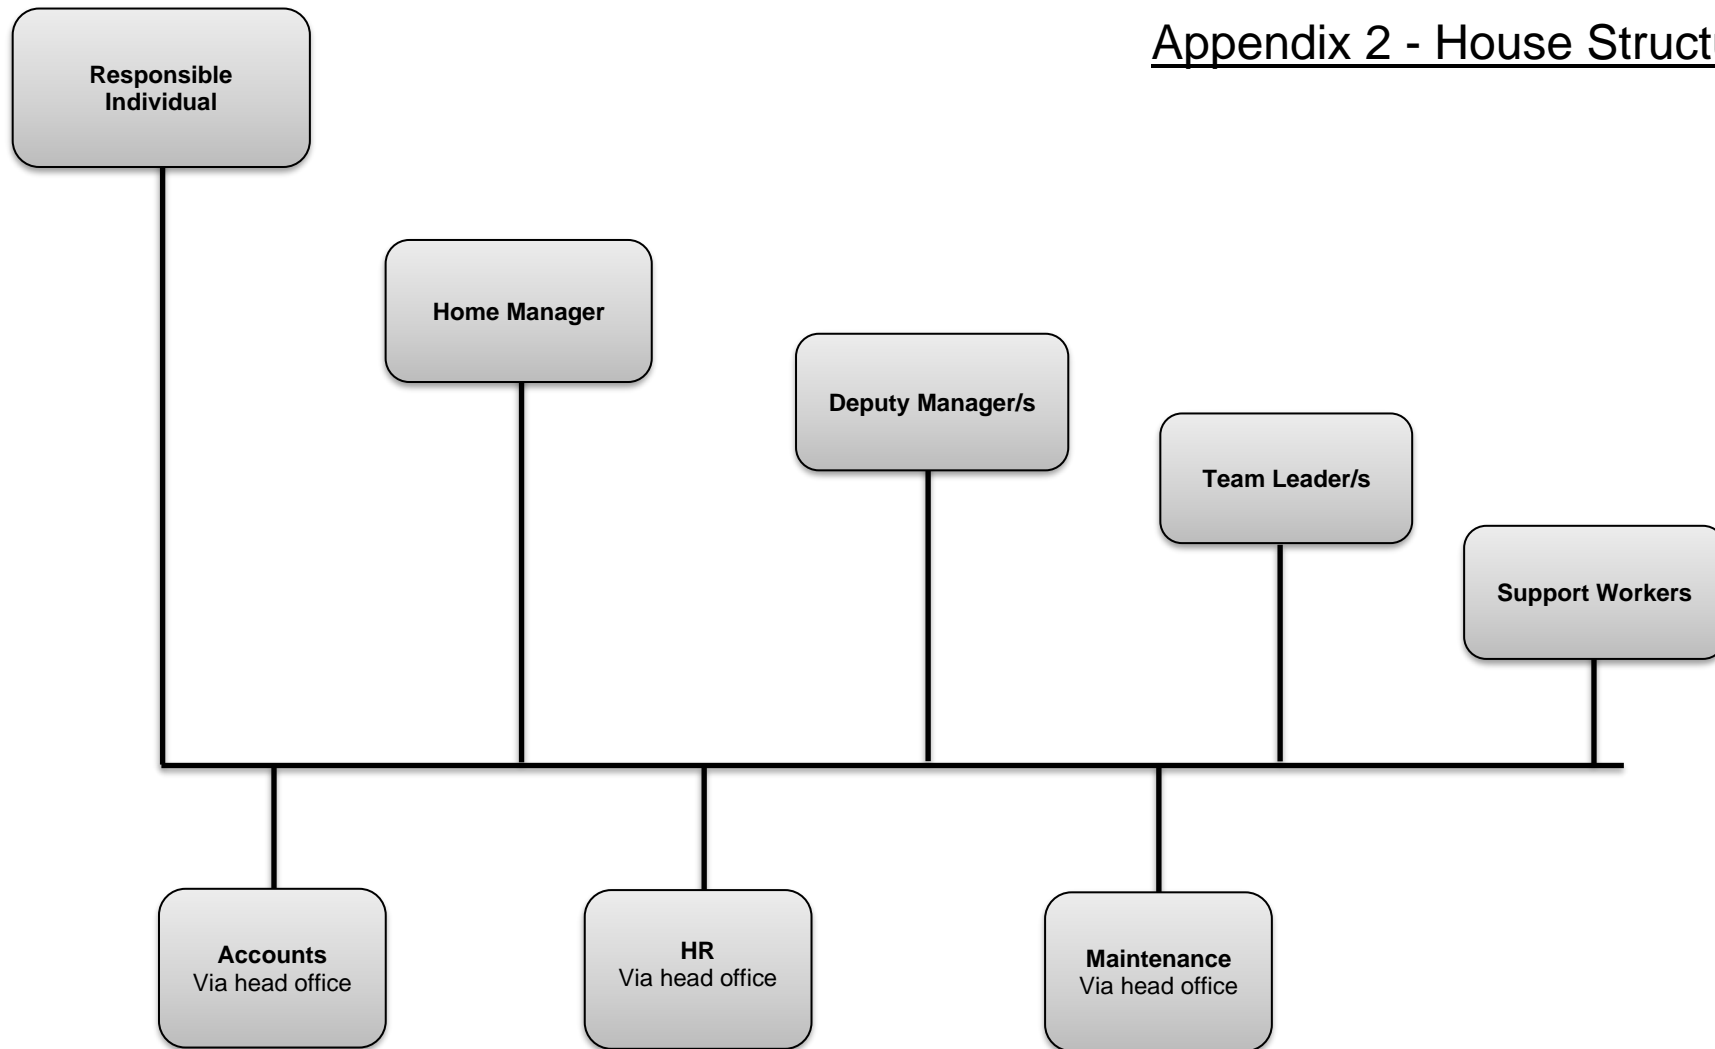 Appendix 2 - House Struct
Responsible
Individual
Home Manager
Deputy Manager/s
Team Leader/s
Support Workers
Accounts
Via head office
HR
Via head office
Maintenance
Via head office